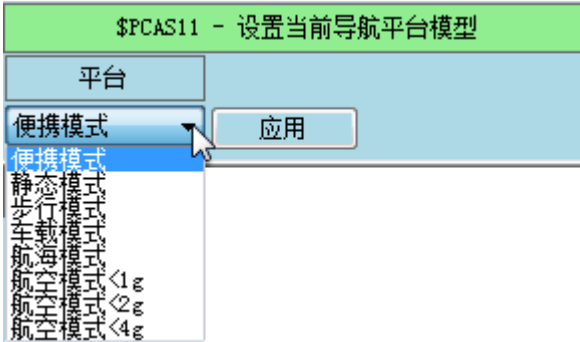 $PCAS11 - 设置当前导航平台模型
平台
便携模式 应用
便携模式
静态模式
步行模式
车载模式
航海模式
航空模式<1g
航空模式<2g
航空模式<4g